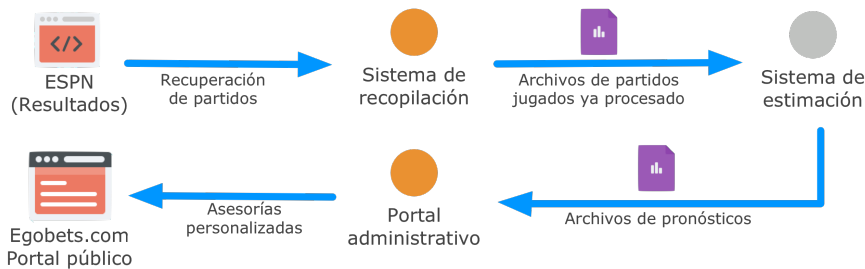 ESPN
(Resultados)
Recuperación
de partidos
Sistema de
recopilación
Archivos de partidos
jugados ya procesado
Sistema de
estimación
Archivos de pronósticos
Portal
administrativo
Asesorías
personalizadas
Egobets.com
Portal público